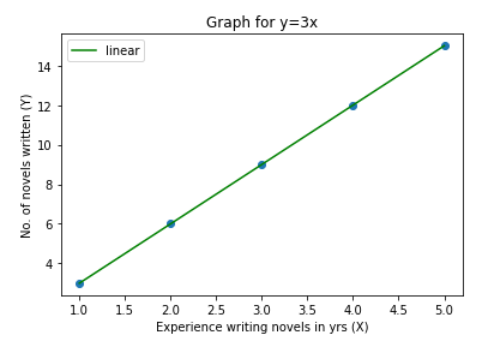 Graph for y=3x
linear
No. of novels written (Y)
14
12
10
8
6
4
1.0 1.5 2.0 2.5 3.0 3.5 4.0 4.5 5.0
Experience writing novels in yrs (X)